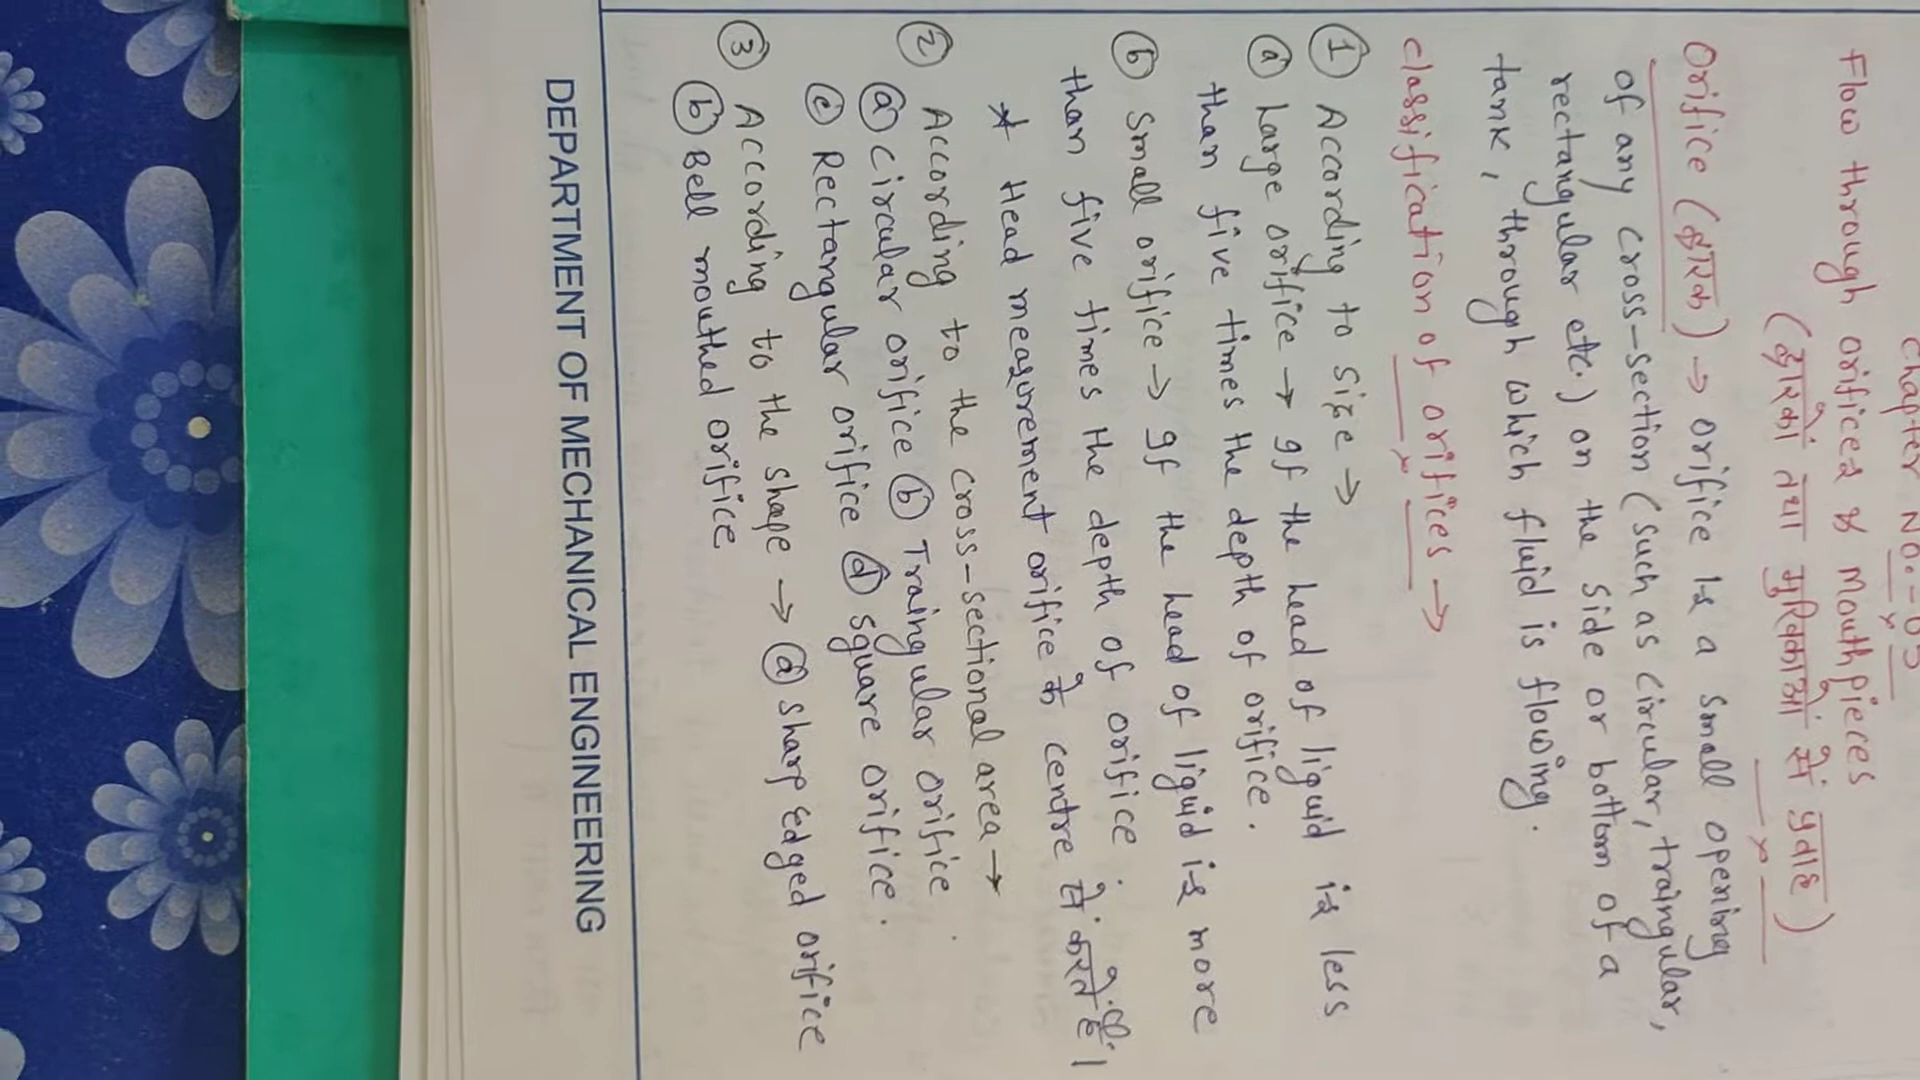 Chapter No.-05
Flow through orifices & Mouthpieces
(द्वारकों तथा मुखिकाओं से प्रवाह)
Orifice (द्वारक) → orifice is a small opening
of any cross-section (such as circular, traingular,
rectangular etc.) on the side or bottom of a
tank, through which fluid is flowing.
classification of orifices →
① According to size →
ⓐ Large orifice → If the head of liquid is less
than five times the depth of orifice.
ⓑ Small orifice → If the head of liquid is more
than five times the depth of orifice.
* Head measurement orifice के centre से करते हैं।
② According to the cross-sectional area →
ⓐ circular orifice ⓑ Traingular orifice.
ⓒ Rectangular orifice ⓓ square orifice.
③ According to the shape → ⓐ sharp Edged orifice
ⓑ Bell mouthed orifice
DEPARTMENT OF MECHANICAL ENGINEERING